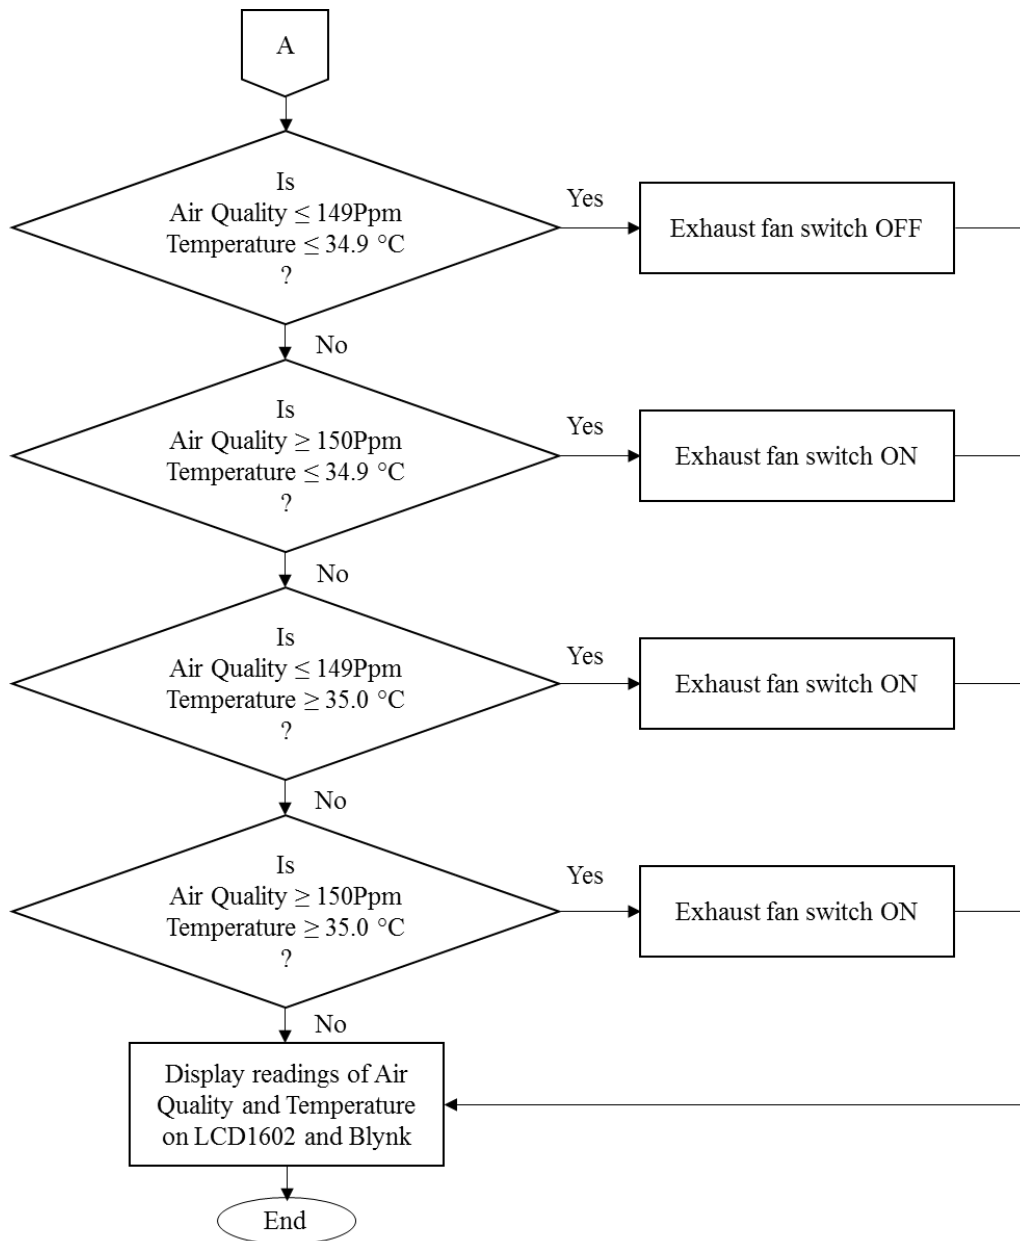 A
Is
Air Quality ≤ 149Ppm
Temperature ≤ 34.9 °C
?
Yes
Exhaust fan switch OFF
No
Is
Air Quality ≥ 150Ppm
Temperature ≤ 34.9 °C
?
Yes
Exhaust fan switch ON
No
Is
Air Quality ≤ 149Ppm
Temperature ≥ 35.0 °C
?
Yes
Exhaust fan switch ON
No
Is
Air Quality ≥ 150Ppm
Temperature ≥ 35.0 °C
?
Yes
Exhaust fan switch ON
No
Display readings of Air
Quality and Temperature
on LCD1602 and Blynk
End